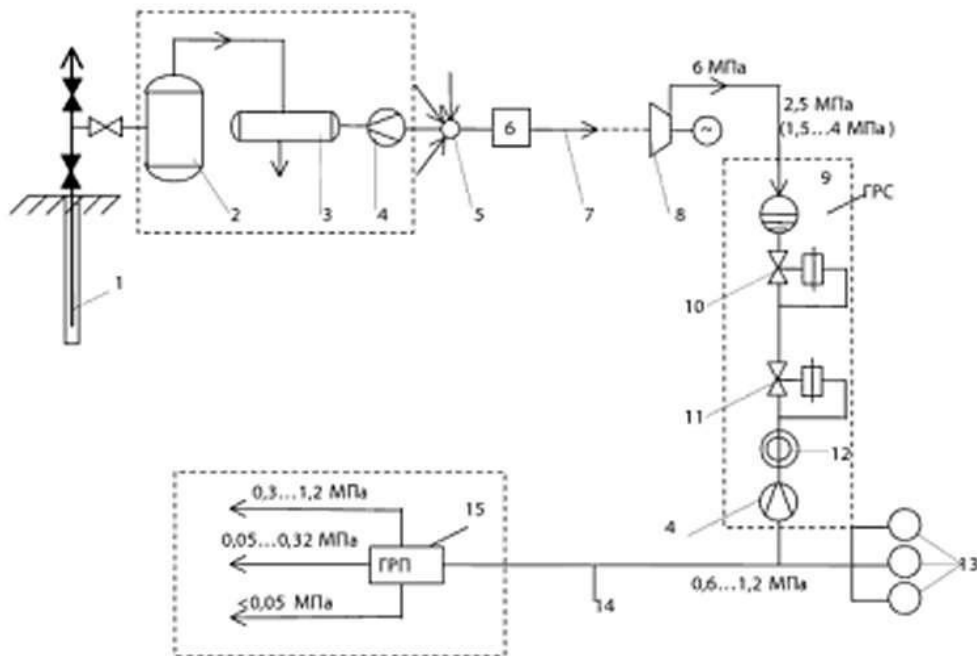 6 МПа
2,5 МПа
(1,5...4 МПа)
9
ГРС
6
2
3
4
5
7
8
1
10
11
12
4
0,3...1,2 МПа
15
0,05...0,32 МПа
ГРП
<0,05 МПа
14
0,6...1,2 МПа
13
~